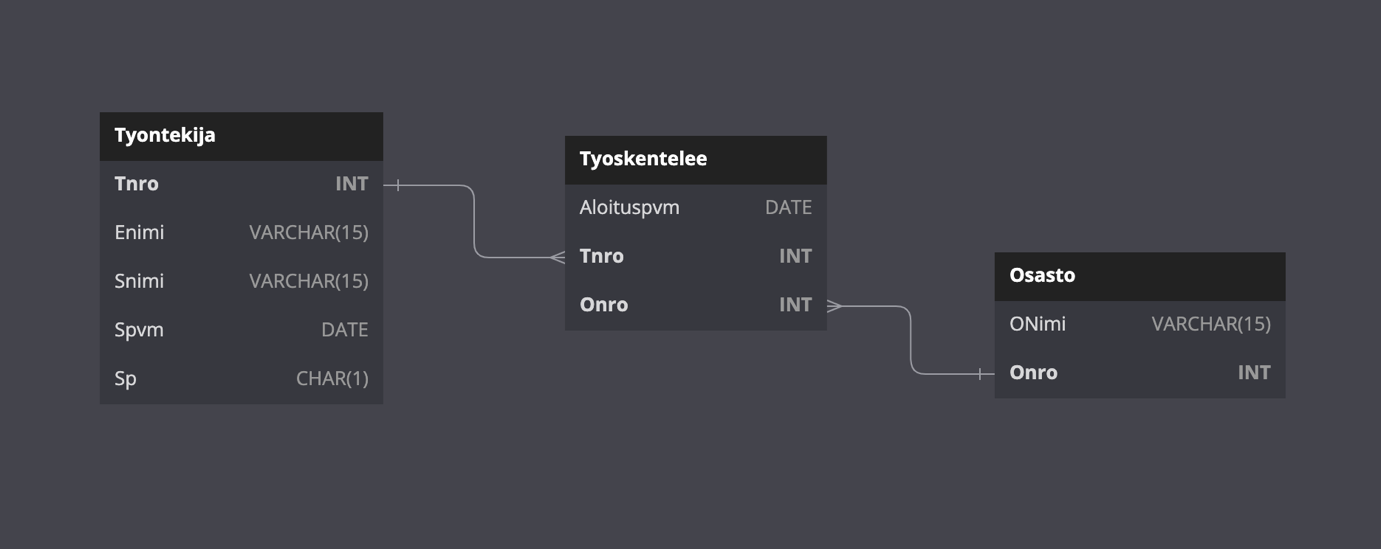 Tyontekija
Tnro INT
Enimi VARCHAR(15)
Snimi VARCHAR(15)
Spvm DATE
Sp CHAR(1)
Tyoskentelee
Aloituspvm DATE
Tnro INT
Onro INT
Osasto
ONimi VARCHAR(15)
Onro INT